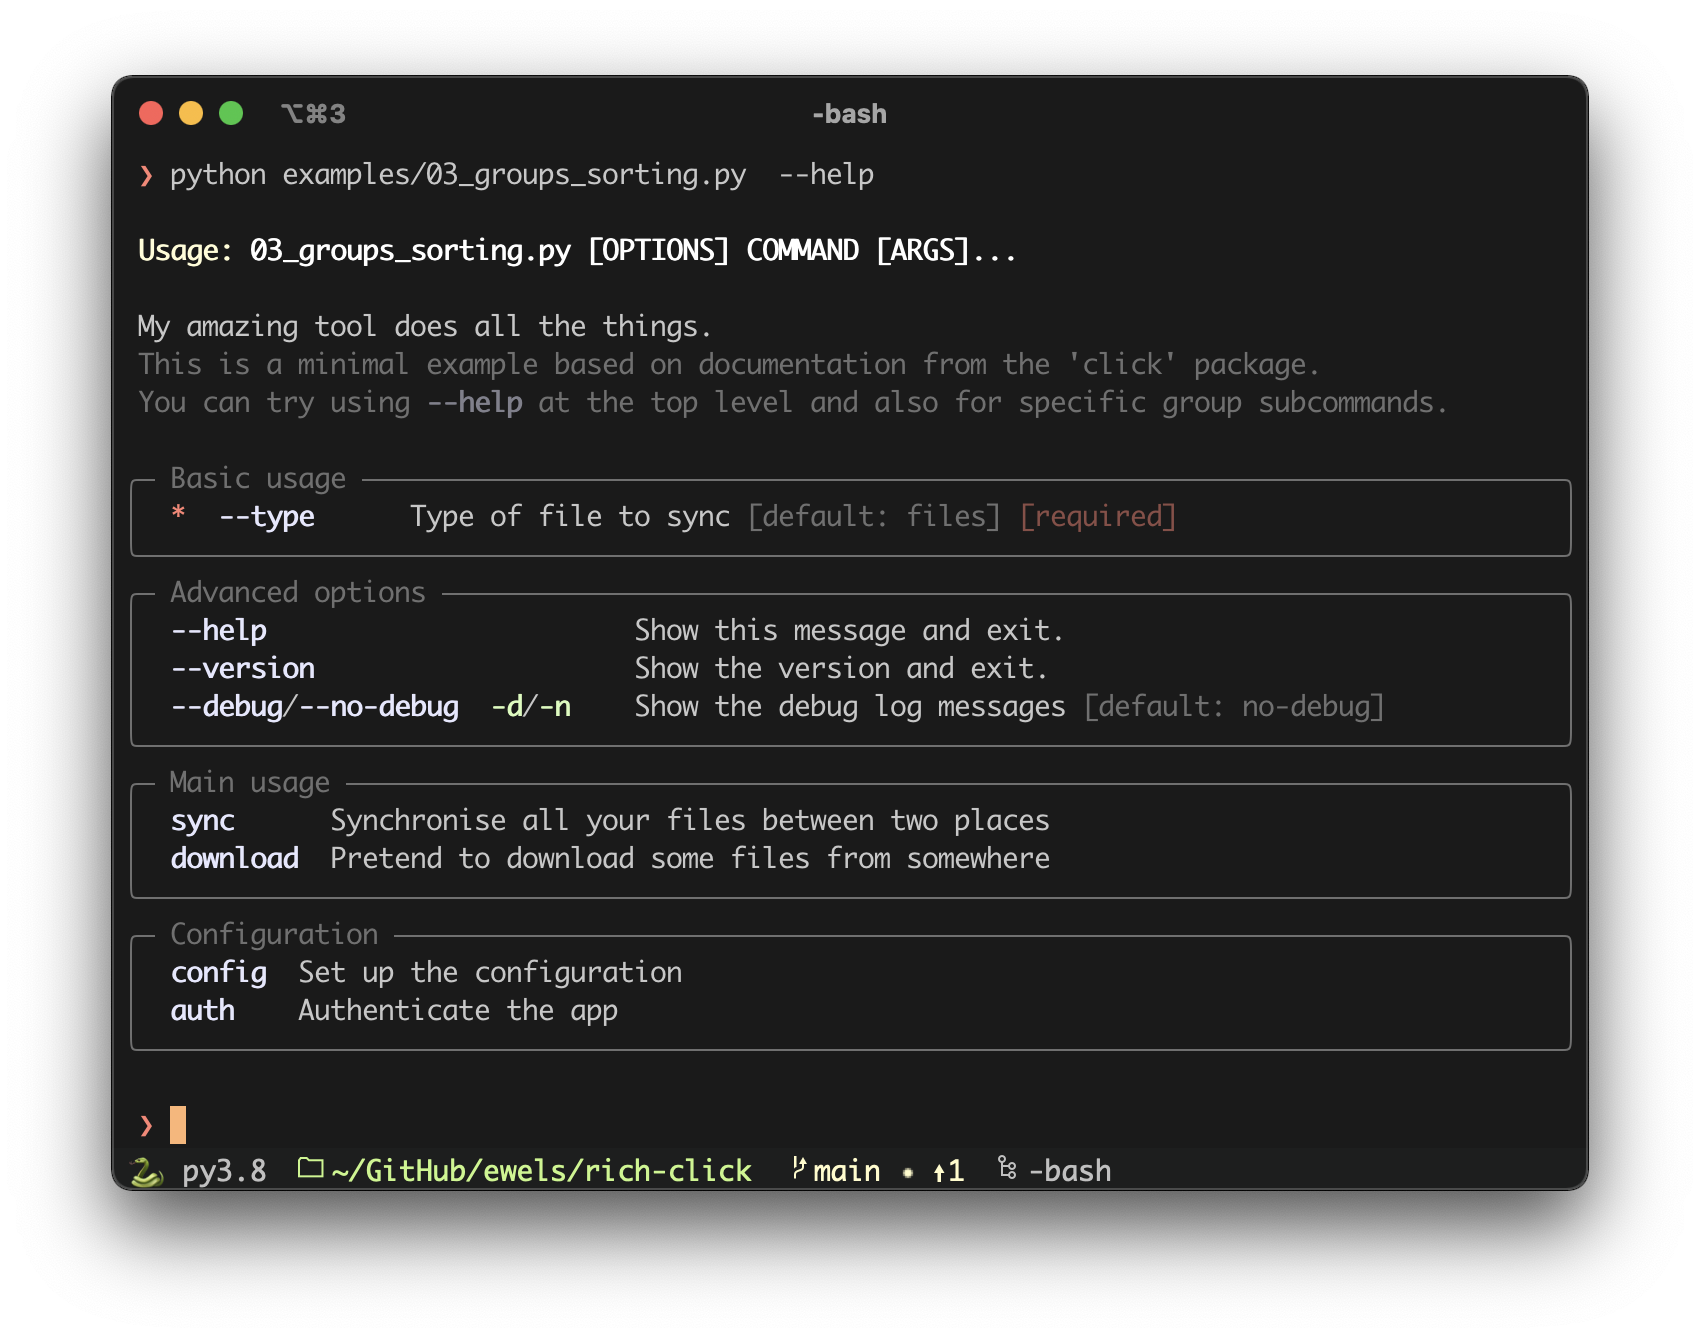 ⌥⌘3 -bash
❯ python examples/03_groups_sorting.py  --help
Usage: 03_groups_sorting.py [OPTIONS] COMMAND [ARGS]...
My amazing tool does all the things.
This is a minimal example based on documentation from the 'click' package.
You can try using --help at the top level and also for specific group subcommands.
Basic usage
*  --type      Type of file to sync [default: files] [required]
Advanced options
--help                       Show this message and exit.
--version                    Show the version and exit.
--debug/--no-debug  -d/-n    Show the debug log messages [default: no-debug]
Main usage
sync      Synchronise all your files between two places
download  Pretend to download some files from somewhere
Configuration
config  Set up the configuration
auth    Authenticate the app
❯
py3.8 ~/GitHub/ewels/rich-click main • ↑1 -bash